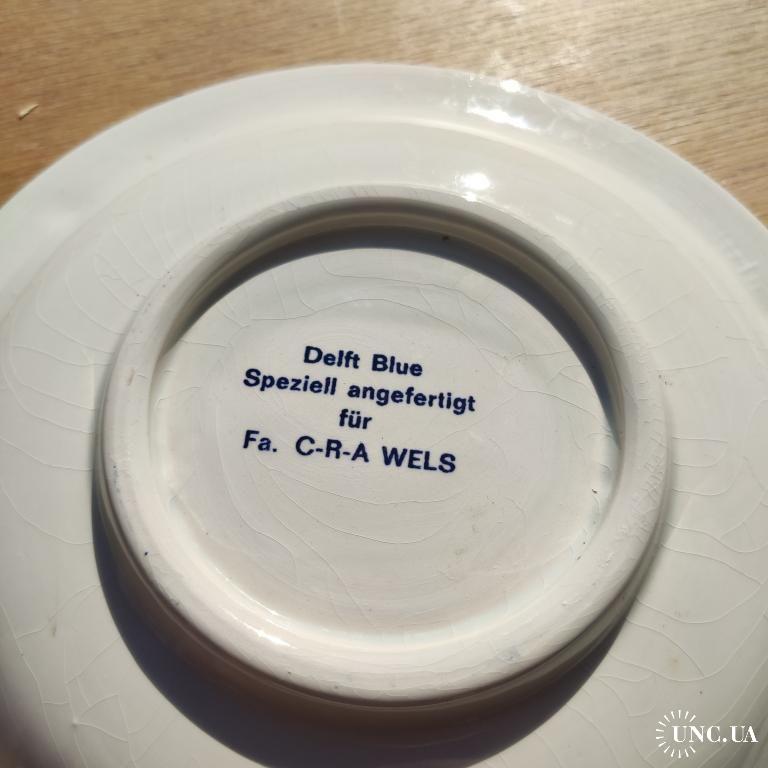 Delft Blue
Speziell angefertigt
für
Fa. C-R-A WELS
UNC.UA